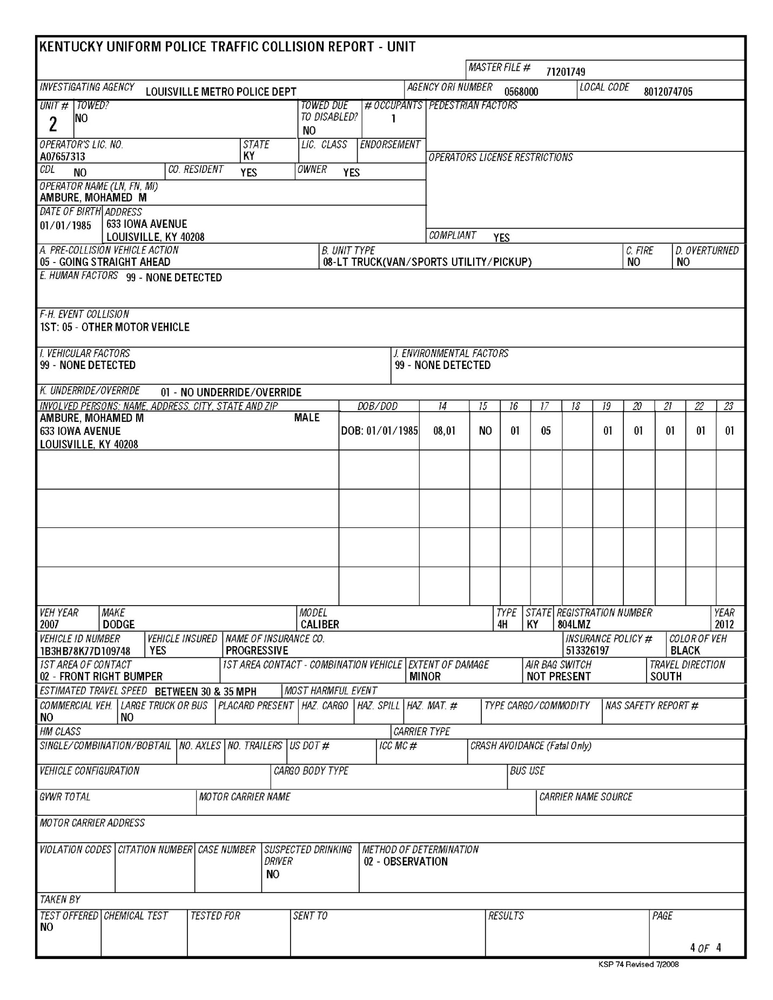 KENTUCKY UNIFORM POLICE TRAFFIC COLLISION REPORT - UNIT
MASTER FILE # 71201749
INVESTIGATING AGENCY LOUISVILLE METRO POLICE DEPT AGENCY ORI NUMBER 0568000 LOCAL CODE 8012074705
UNIT # TOWED? TOWED DUE # OCCUPANTS PEDESTRIAN FACTORS
2 NO TO DISABLED? 1
NO
OPERATOR'S LIC. NO. STATE LIC. CLASS ENDORSEMENT
A07657313 KY OPERATORS LICENSE RESTRICTIONS
CDL NO CO. RESIDENT YES OWNER YES
OPERATOR NAME (LN, FN, MI)
AMBURE, MOHAMED M
DATE OF BIRTH ADDRESS
01/01/1985 633 IOWA AVENUE
LOUISVILLE, KY 40208 COMPLIANT YES
A. PRE-COLLISION VEHICLE ACTION B. UNIT TYPE C. FIRE D. OVERTURNED
05 - GOING STRAIGHT AHEAD 08-LT TRUCK(VAN/SPORTS UTILITY/PICKUP) NO NO
E. HUMAN FACTORS 99 - NONE DETECTED
F-H. EVENT COLLISION
1ST: 05 - OTHER MOTOR VEHICLE
I. VEHICULAR FACTORS J. ENVIRONMENTAL FACTORS
99 - NONE DETECTED 99 - NONE DETECTED
K. UNDERRIDE/OVERRIDE 01 - NO UNDERRIDE/OVERRIDE
INVOLVED PERSONS: NAME, ADDRESS, CITY, STATE AND ZIP DOB/DOD 14 15 16 17 18 19 20 21 22 23
AMBURE, MOHAMED M MALE
633 IOWA AVENUE DOB: 01/01/1985 08,01 NO 01 05 01 01 01 01 01
LOUISVILLE, KY 40208
VEH YEAR MAKE MODEL TYPE STATE REGISTRATION NUMBER YEAR
2007 DODGE CALIBER 4H KY 804LMZ 2012
VEHICLE ID NUMBER VEHICLE INSURED NAME OF INSURANCE CO. INSURANCE POLICY # COLOR OF VEH
1B3HB78K77D109748 YES PROGRESSIVE 513326197 BLACK
1ST AREA OF CONTACT 1ST AREA CONTACT - COMBINATION VEHICLE EXTENT OF DAMAGE AIR BAG SWITCH TRAVEL DIRECTION
02 - FRONT RIGHT BUMPER MINOR NOT PRESENT SOUTH
ESTIMATED TRAVEL SPEED BETWEEN 30 & 35 MPH MOST HARMFUL EVENT
COMMERCIAL VEH. LARGE TRUCK OR BUS PLACARD PRESENT HAZ. CARGO HAZ. SPILL HAZ. MAT. # TYPE CARGO/COMMODITY NAS SAFETY REPORT #
NO NO
HM CLASS CARRIER TYPE
SINGLE/COMBINATION/BOBTAIL NO. AXLES NO. TRAILERS US DOT # ICC MC # CRASH AVOIDANCE (Fatal Only)
VEHICLE CONFIGURATION CARGO BODY TYPE BUS USE
GVWR TOTAL MOTOR CARRIER NAME CARRIER NAME SOURCE
MOTOR CARRIER ADDRESS
VIOLATION CODES CITATION NUMBER CASE NUMBER SUSPECTED DRINKING METHOD OF DETERMINATION
DRIVER 02 - OBSERVATION
NO
TAKEN BY
TEST OFFERED CHEMICAL TEST TESTED FOR SENT TO RESULTS PAGE
NO
4 OF 4
KSP 74 Revised 7/2008